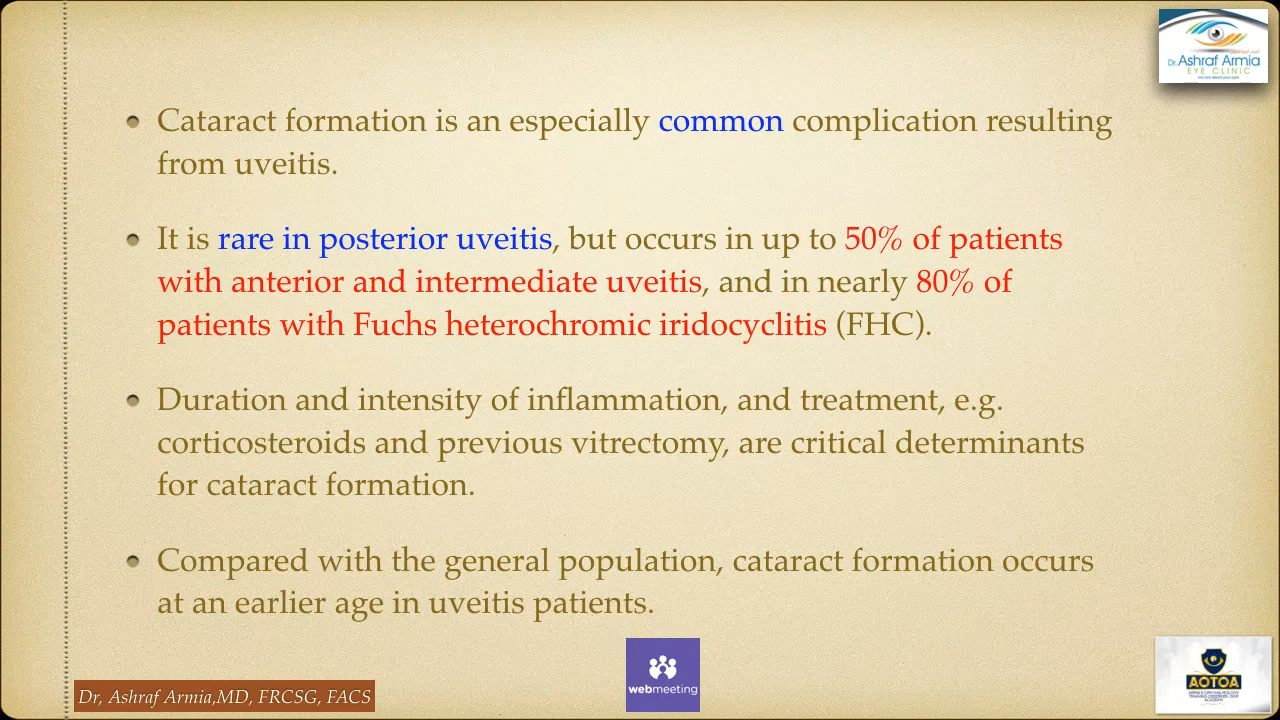 Dr. Ashraf Armia
EYE CLINIC
Cataract formation is an especially common complication resulting
from uveitis.
It is rare in posterior uveitis, but occurs in up to 50% of patients
with anterior and intermediate uveitis, and in nearly 80% of
patients with Fuchs heterochromic iridocyclitis (FHC).
Duration and intensity of inflammation, and treatment, e.g.
corticosteroids and previous vitrectomy, are critical determinants
for cataract formation.
Compared with the general population, cataract formation occurs
at an earlier age in uveitis patients.
Dr, Ashraf Armia,MD, FRCSG, FACS
webmeeting
AOTOA
ACADEMY